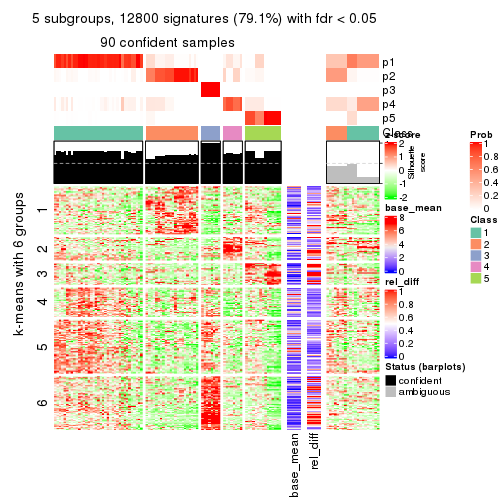 5 subgroups, 12800 signatures (79.1%) with fdr < 0.05
90 confident samples
p1
p2
p3
p4
p5
Class
Silhouette
score
k-means with 6 groups
1
2
3
4
5
6
base_mean
rel_diff
z-score
2
1
0
-1
-2
base_mean
8
6
4
2
0
rel_diff
1
0.8
0.6
0.4
0.2
0
Status (barplots)
confident
ambiguous
Prob
1
0.8
0.6
0.4
0.2
0
Class
1
2
3
4
5